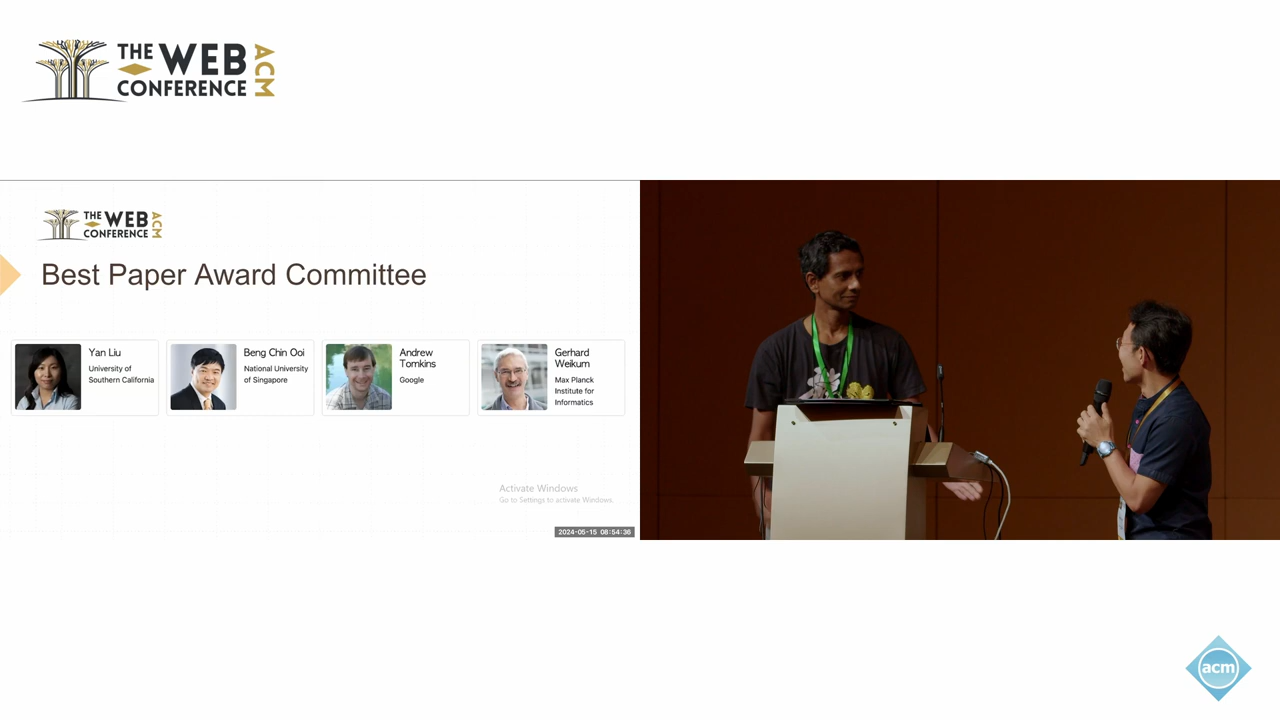 THE WEB
CONFERENCE
ACM
THE WEB
CONFERENCE
ACM
Best Paper Award Committee
Yan Liu
University of
Southern California
Beng Chin Ooi
National University
of Singapore
Andrew
Tomkins
Google
Gerhard
Weikum
Max Planck
Institute for
Informatics
Activate Windows
Go to Settings to activate Windows.
2024-05-15 08:54:36
acm